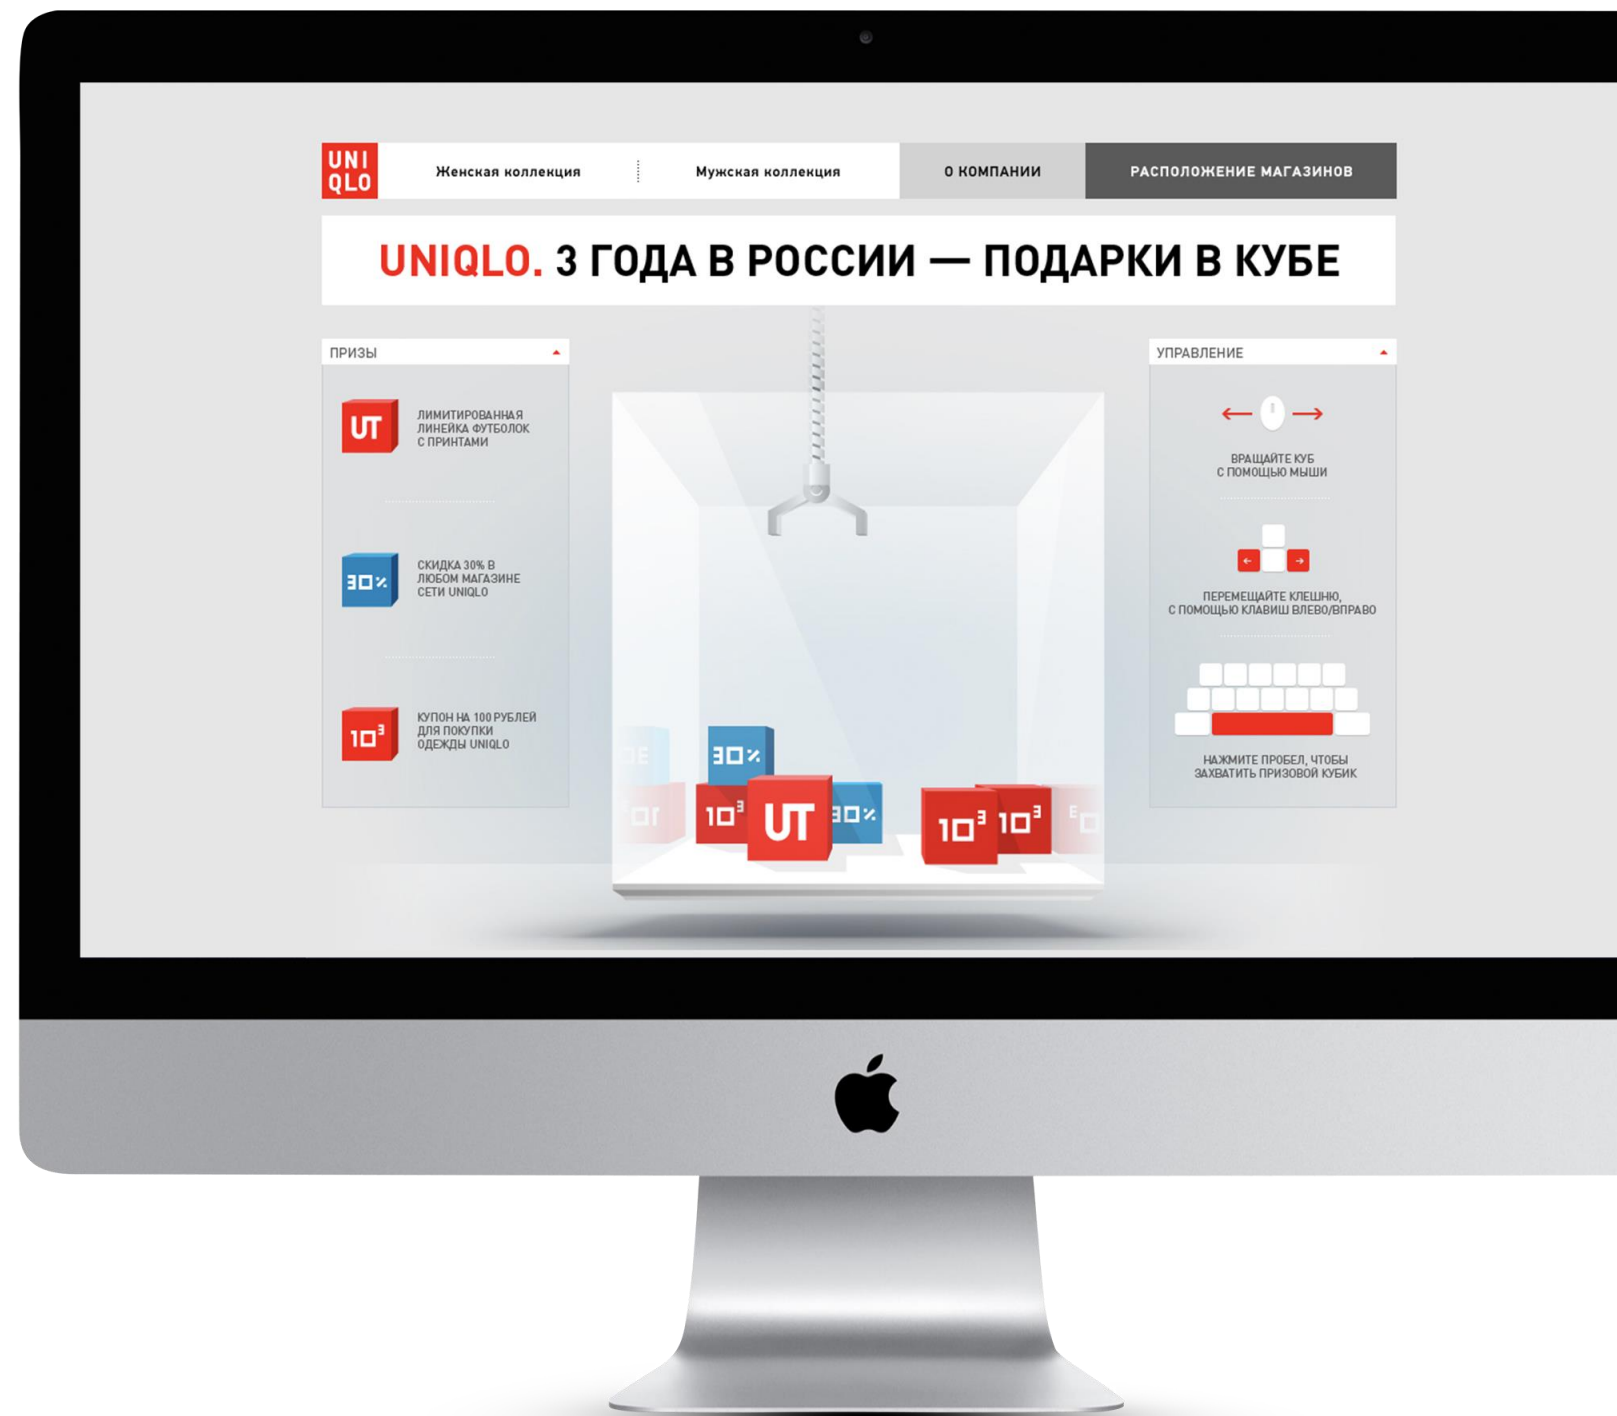 UNI
QLO
Женская коллекция
Мужская коллекция
О КОМПАНИИ
РАСПОЛОЖЕНИЕ МАГАЗИНОВ
UNIQLO. 3 ГОДА В РОССИИ — ПОДАРКИ В КУБЕ
ПРИЗЫ
UT
ЛИМИТИРОВАННАЯ
ЛИНЕЙКА ФУТБОЛОК
С ПРИНТАМИ
30%
СКИДКА 30% В
ЛЮБОМ МАГАЗИНЕ
СЕТИ UNIQLO
10³
КУПОН НА 100 РУБЛЕЙ
ДЛЯ ПОКУПКИ
ОДЕЖДЫ UNIQLO
30%
10³
UT
30%
10³
10³
УПРАВЛЕНИЕ
ВРАЩАЙТЕ КУБ
С ПОМОЩЬЮ МЫШИ
ПЕРЕМЕЩАЙТЕ КЛЕШНЮ,
С ПОМОЩЬЮ КЛАВИШ ВЛЕВО/ВПРАВО
НАЖМИТЕ ПРОБЕЛ, ЧТОБЫ
ЗАХВАТИТЬ ПРИЗОВОЙ КУБИК